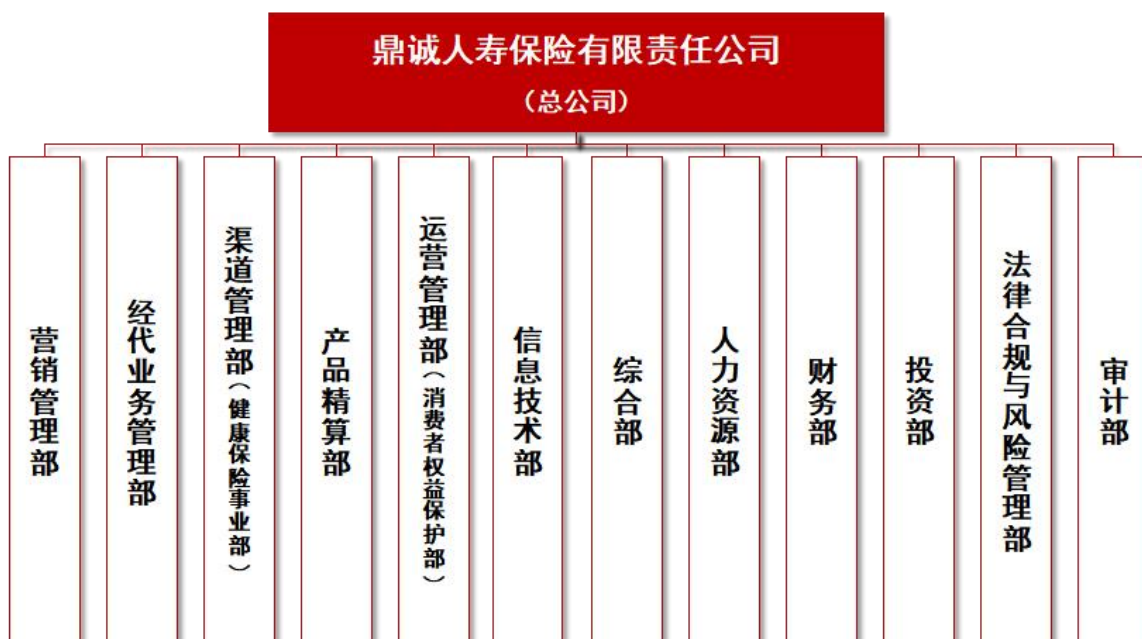 鼎诚人寿保险有限责任公司
（总公司）
营销管理部
经代业务管理部
渠道管理部（健康保险事业部）
产品精算部
运营管理部（消费者权益保护部）
信息技术部
综合部
人力资源部
财务部
投资部
法律合规与风险管理部
审计部